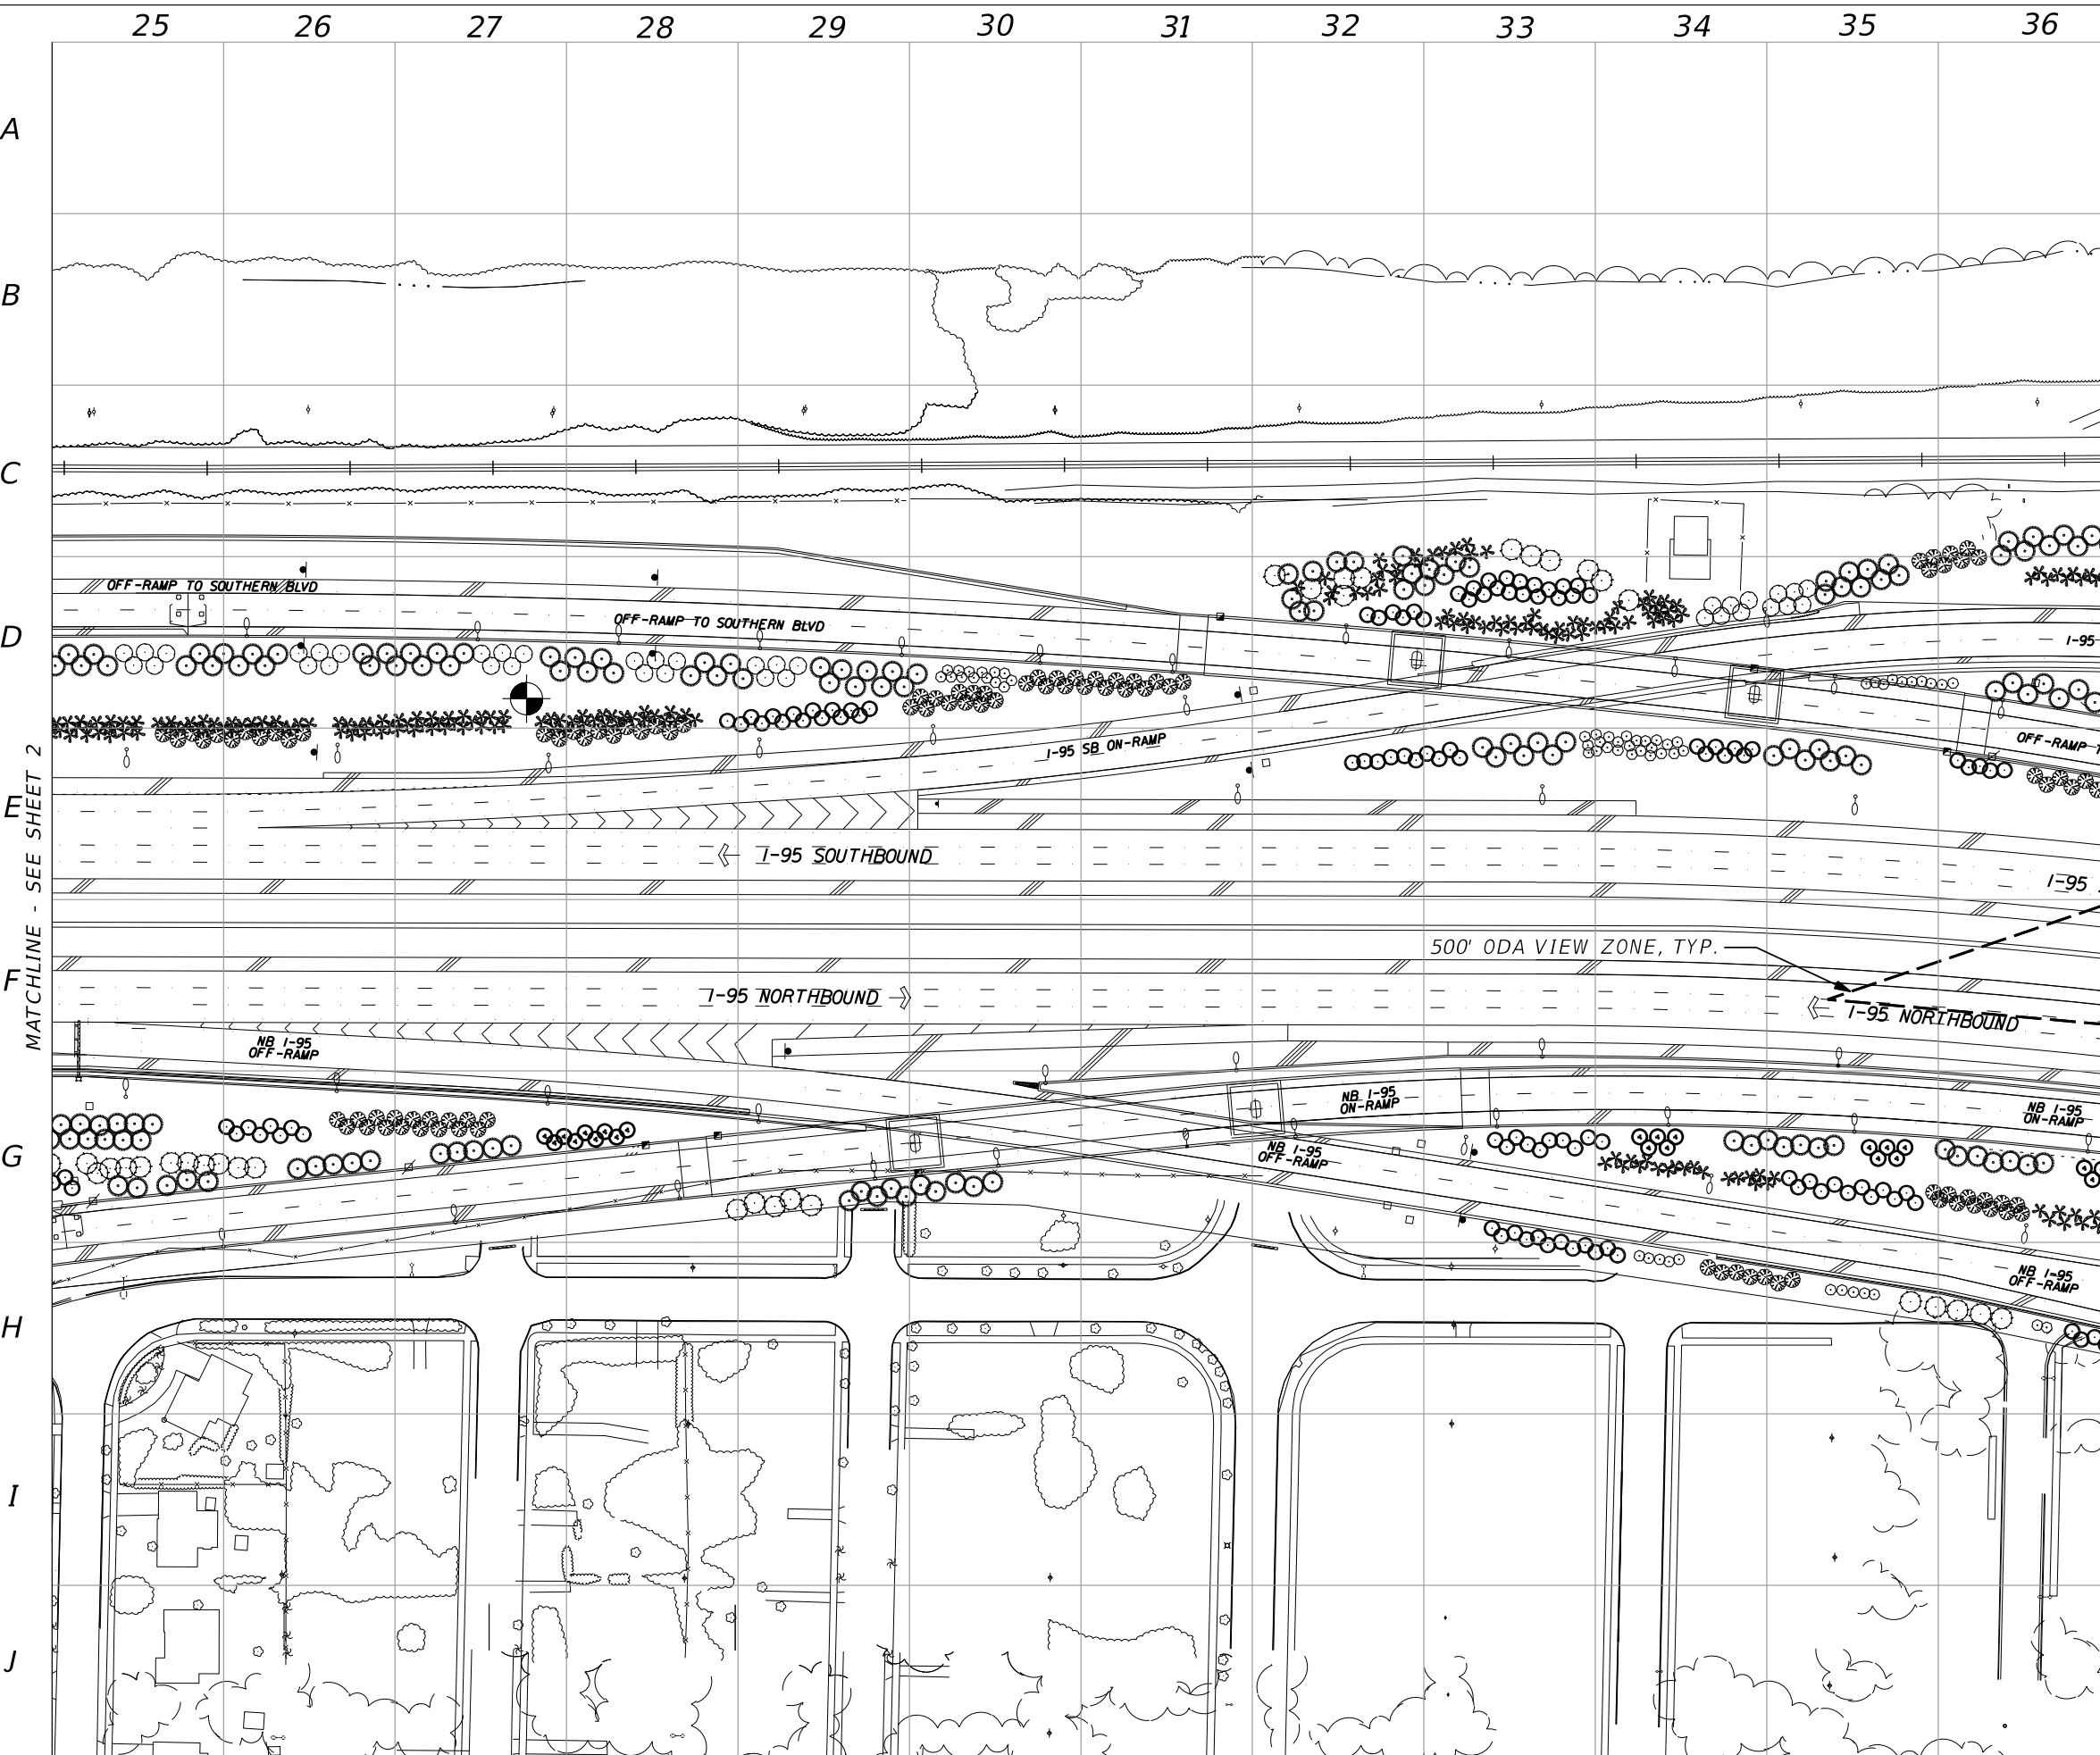 25 26 27 28 29 30 31 32 33 34 35 36
A
B
C
OFF-RAMP TO SOUTHERN BLVD
OFF-RAMP TO SOUTHERN BLVD
D
I-95
I-95 SB ON-RAMP
OFF-RAMP T
MATCHLINE - SEE SHEET 2
E
I-95 SOUTHBOUND
I-95
500' ODA VIEW ZONE, TYP.
F
I-95 NORTHBOUND
I-95 NORTHBOUND
NB I-95
OFF-RAMP
NB I-95
ON-RAMP
NB I-95
ON-RAMP
G
NB I-95
OFF-RAMP
NB I-95
OFF-RAMP
H
I
J